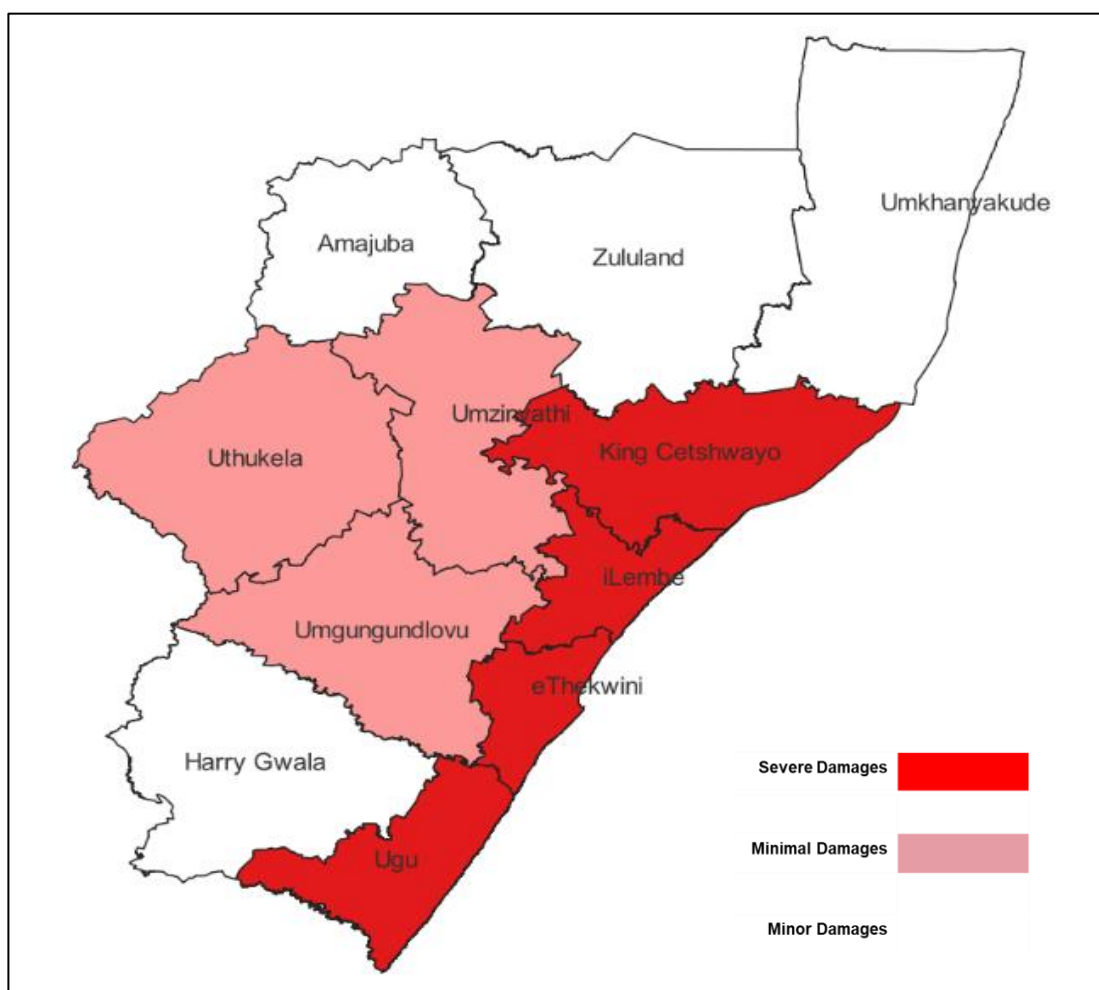 Umkhanyakude
Amajuba
Zululand
Umzinyathi
King Cetshwayo
Uthukela
iLembe
Umgungundlovu
eThekwini
Harry Gwala
Severe Damages
Minimal Damages
Ugu
Minor Damages